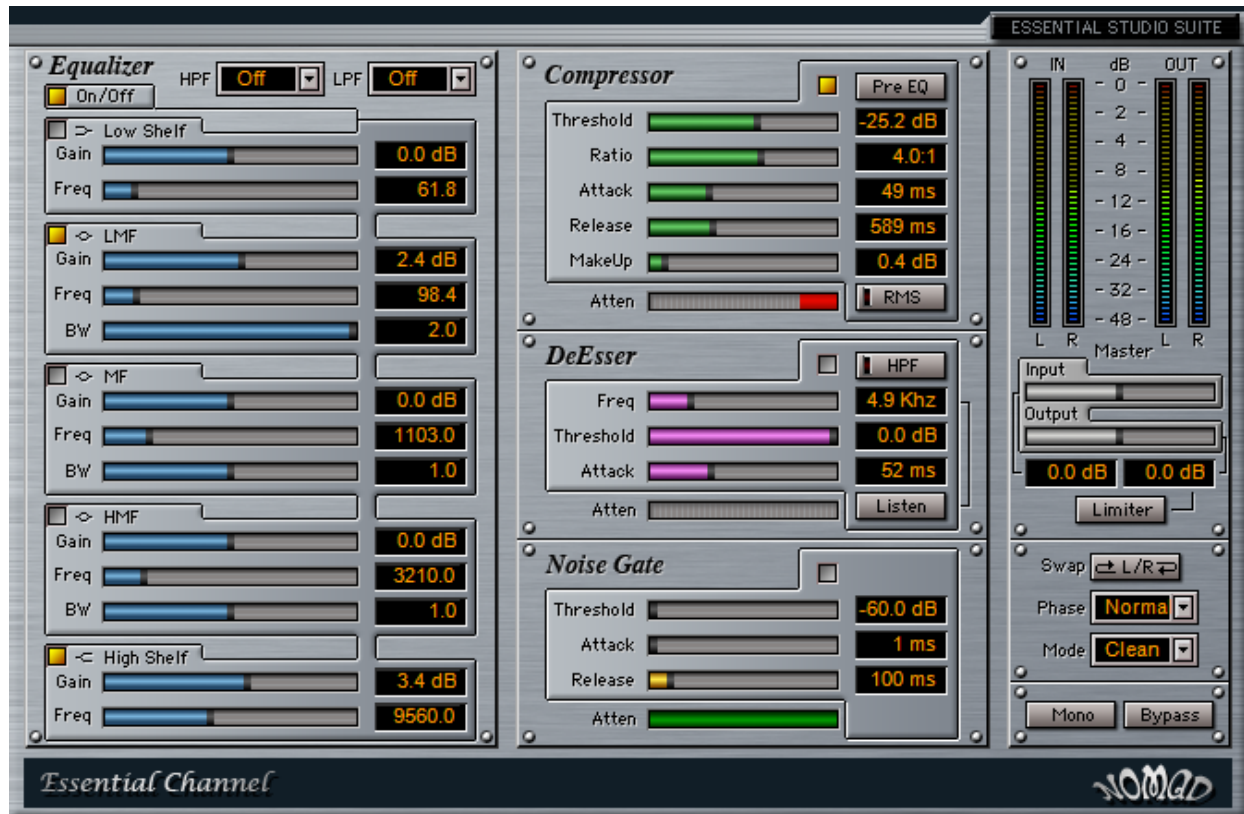 ESSENTIAL STUDIO SUITE
Equalizer
HPF Off LPF Off
On/Off
Low Shelf
Gain 0.0 dB
Freq 61.8
LMF
Gain 2.4 dB
Freq 98.4
BW 2.0
MF
Gain 0.0 dB
Freq 1103.0
BW 1.0
HMF
Gain 0.0 dB
Freq 3210.0
BW 1.0
High Shelf
Gain 3.4 dB
Freq 9560.0
Compressor
Pre EQ
Threshold -25.2 dB
Ratio 4.0:1
Attack 49 ms
Release 589 ms
MakeUp 0.4 dB
Atten RMS
DeEsser
HPF
Freq 4.9 Khz
Threshold 0.0 dB
Attack 52 ms
Atten Listen
Noise Gate
Threshold -60.0 dB
Attack 1 ms
Release 100 ms
Atten
IN dB OUT
- 0 -
- 2 -
- 4 -
- 8 -
- 12 -
- 16 -
- 24 -
- 32 -
- 48 -
L R Master L R
Input
Output
0.0 dB 0.0 dB
Limiter
Swap L/R
Phase Norma
Mode Clean
Mono Bypass
Essential Channel
NOMAD